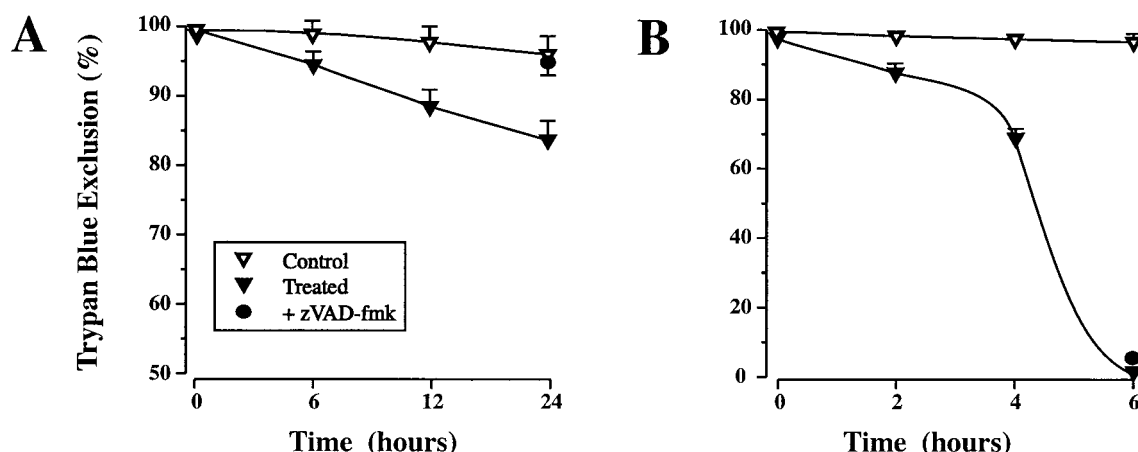 A
Trypan Blue Exclusion (%)
100
90
80
70
60
50
Control
Treated
+ zVAD-fmk
0
6
12
24
Time (hours)
B
100
80
60
40
20
0
0
2
4
6
Time (hours)